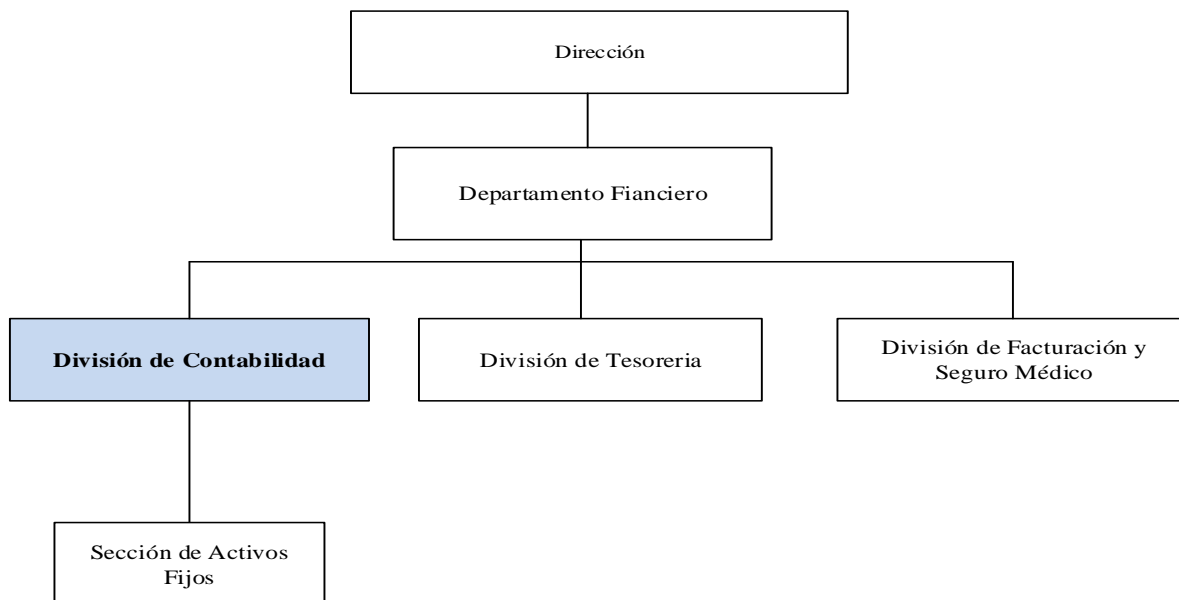 Dirección
Departamento Fianciero
División de Contabilidad
División de Tesoreria
División de Facturación y
Seguro Médico
Sección de Activos
Fijos